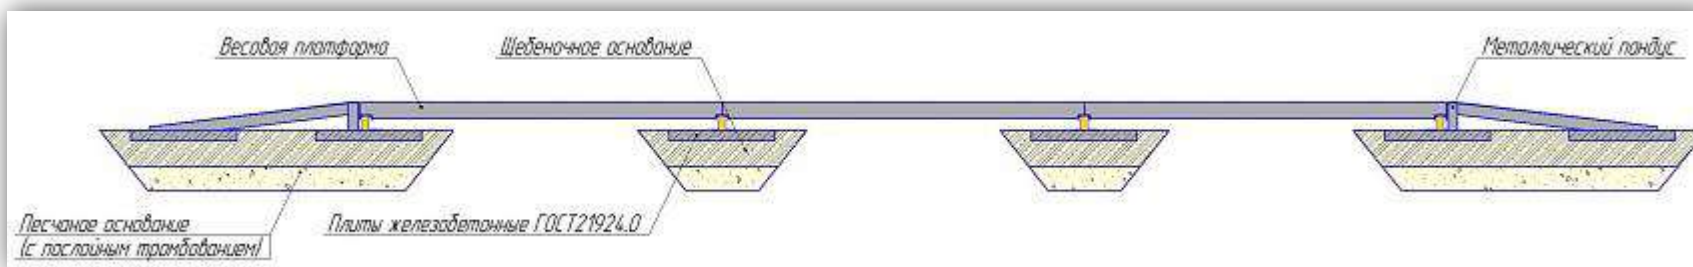 Весовая платформа
Щебеночное основание
Металлический пандус
Песчаное основание
(с послойным трамбованием)
Плиты железобетонные ГОСТ21924.0